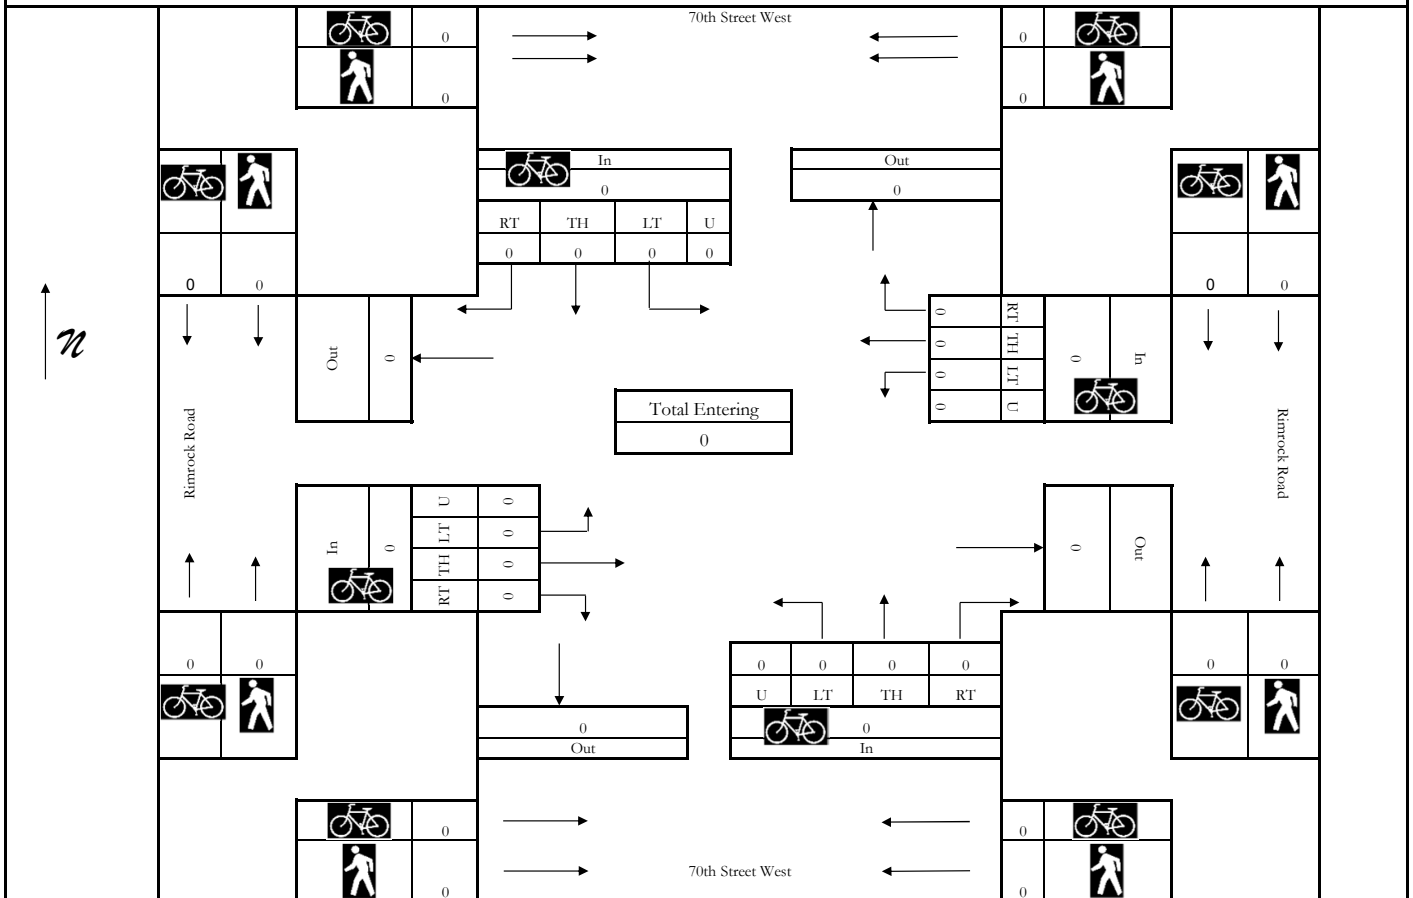 70th Street West
0 0
0 0
In
0
Out
0
RT TH LT U
0 0 0 0
0 0
0 0
n
Out 0
0 RT
0 TH
0 LT
0 U
0 In
Rimrock Road
Total Entering
0
Rimrock Road
In 0
U 0
LT 0
TH 0
RT 0
0 Out
0 0
0 0
0 0 0 0
U LT TH RT
0
Out
0
In
0 0
70th Street West
0 0